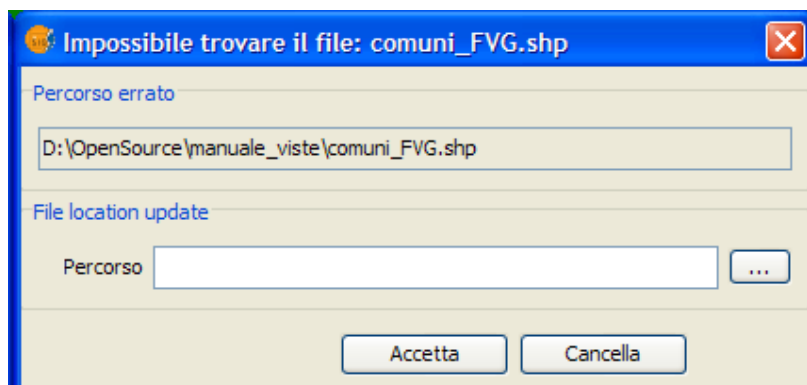 Impossibile trovare il file: comuni_FVG.shp
Percorso errato
D:\OpenSource\manuale_viste\comuni_FVG.shp
File location update
Percorso
...
Accetta Cancella